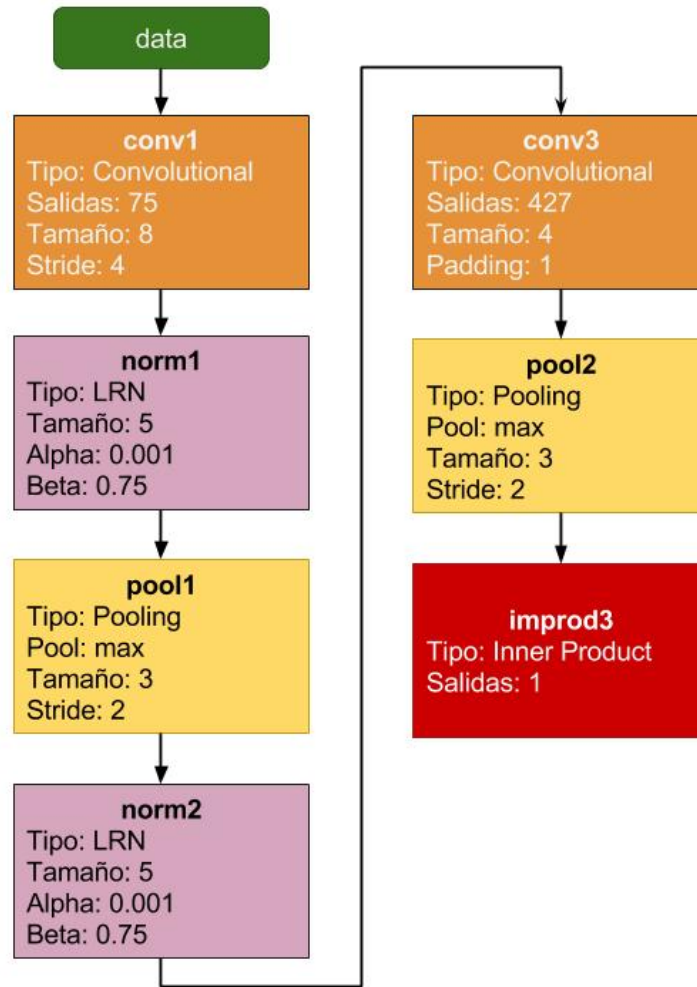 data
conv1
Tipo: Convolutional
Salidas: 75
Tamaño: 8
Stride: 4
norm1
Tipo: LRN
Tamaño: 5
Alpha: 0.001
Beta: 0.75
pool1
Tipo: Pooling
Pool: max
Tamaño: 3
Stride: 2
norm2
Tipo: LRN
Tamaño: 5
Alpha: 0.001
Beta: 0.75
conv3
Tipo: Convolutional
Salidas: 427
Tamaño: 4
Padding: 1
pool2
Tipo: Pooling
Pool: max
Tamaño: 3
Stride: 2
improd3
Tipo: Inner Product
Salidas: 1